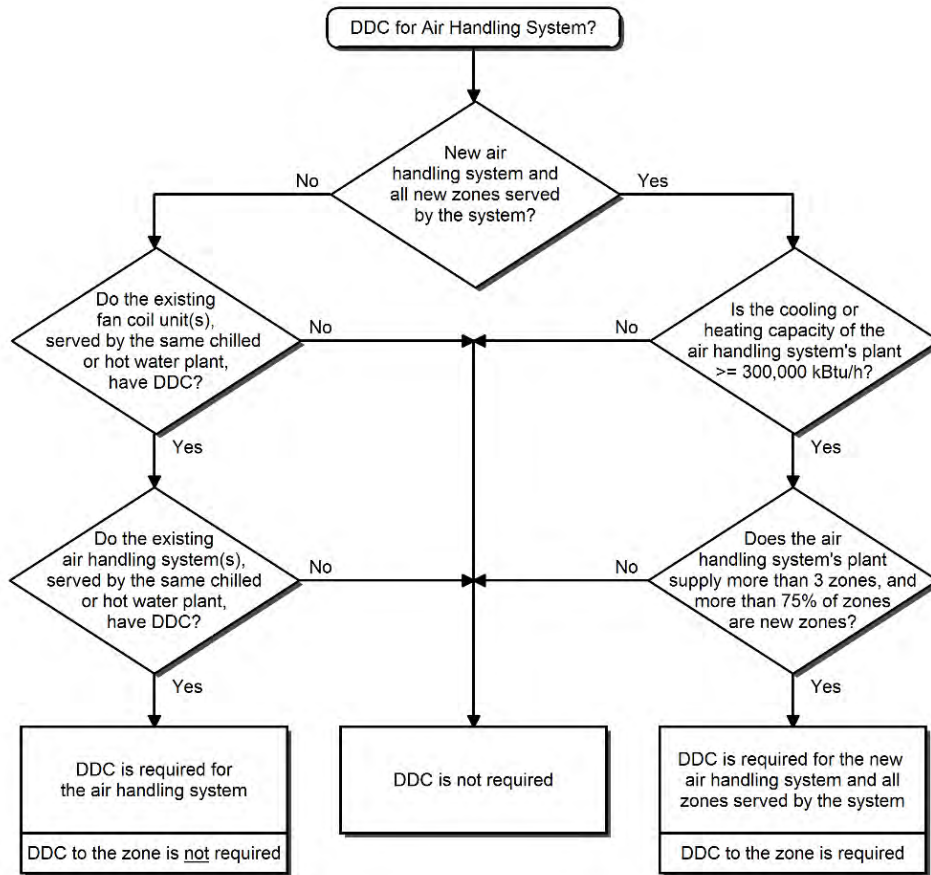 DDC for Air Handling System?
New air
handling system and
all new zones served
by the system?
No
Yes
Do the existing
fan coil unit(s),
served by the same chilled
or hot water plant,
have DDC?
No
No
Is the cooling or
heating capacity of the
air handling system's plant
>= 300,000 kBtu/h?
Yes
Yes
Do the existing
air handling system(s),
served by the same chilled
or hot water plant,
have DDC?
No
No
Does the air
handling system's plant
supply more than 3 zones, and
more than 75% of zones
are new zones?
Yes
Yes
DDC is required for
the air handling system
DDC to the zone is not required
DDC is not required
DDC is required for the new
air handling system and all
zones served by the system
DDC to the zone is required